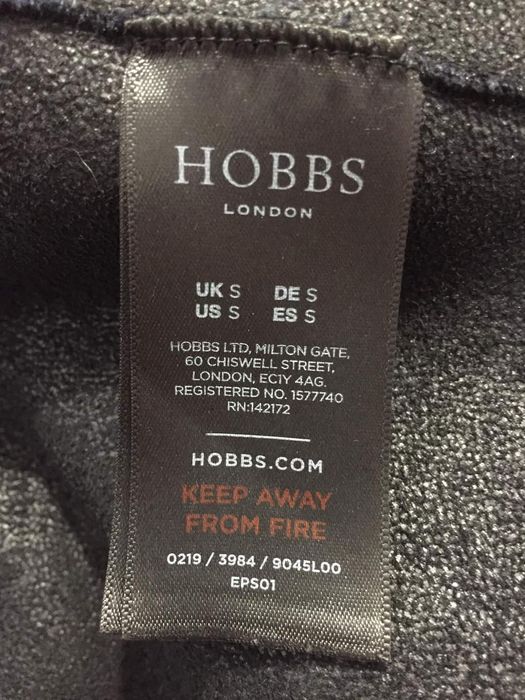 HOBBS
LONDON
UK S DE S
US S ES S
HOBBS LTD, MILTON GATE,
60 CHISWELL STREET,
LONDON, EC1Y 4AG.
REGISTERED NO. 1577740
RN:142172
HOBBS.COM
KEEP AWAY
FROM FIRE
0219 / 3984 / 9045L00
EPS01